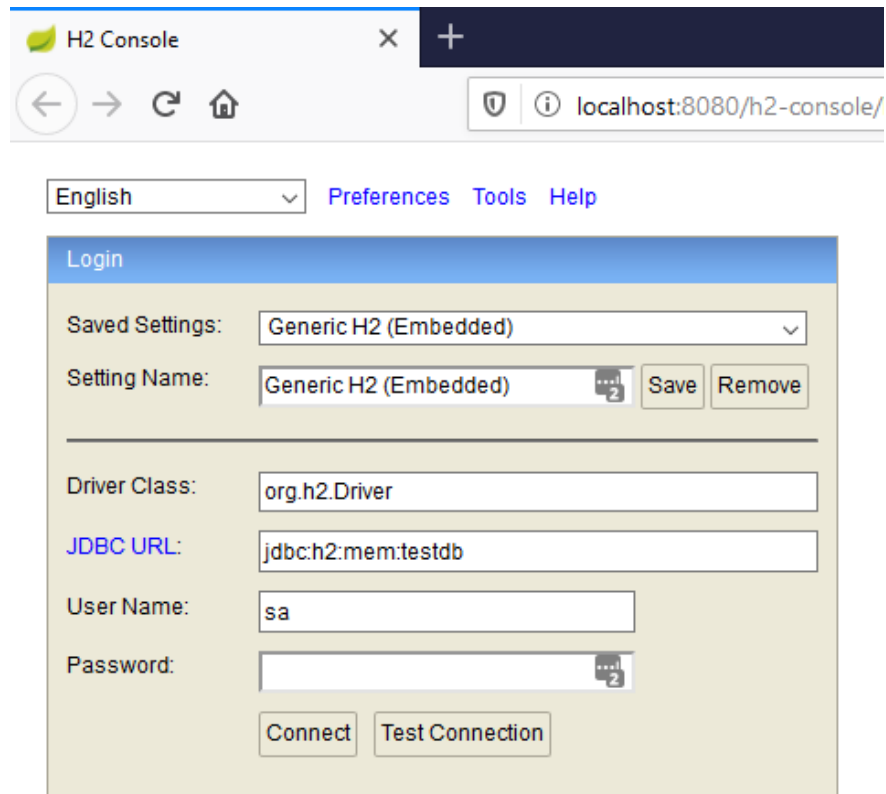 H2 Console
localhost:8080/h2-console/
English Preferences Tools Help
Login
Saved Settings: Generic H2 (Embedded)
Setting Name: Generic H2 (Embedded) 2 Save Remove
Driver Class: org.h2.Driver
JDBC URL: jdbc:h2:mem:testdb
User Name: sa
Password: 2
Connect Test Connection